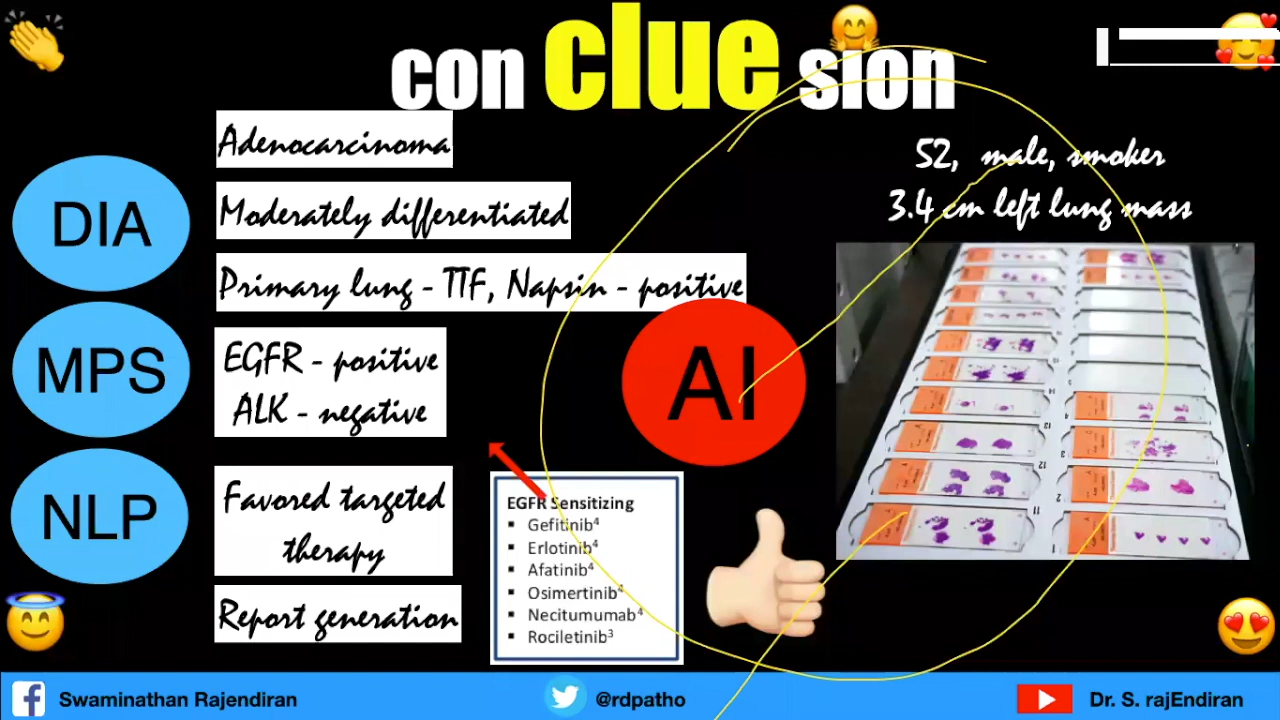 con clue sion
Adenocarcinoma
Moderately differentiated
Primary lung - TTF, Napsin - positive
EGFR - positive
ALK - negative
Favored targeted
therapy
Report generation
DIA
MPS
NLP
AI
EGFR Sensitizing
▪ Gefitinib⁴
▪ Erlotinib⁴
▪ Afatinib⁴
▪ Osimertinib⁴
▪ Necitumumab⁴
▪ Rociletinib³
52, male, smoker
3.4 cm left lung mass
Swaminathan Rajendiran
@rdpatho
Dr. S. rajEndiran